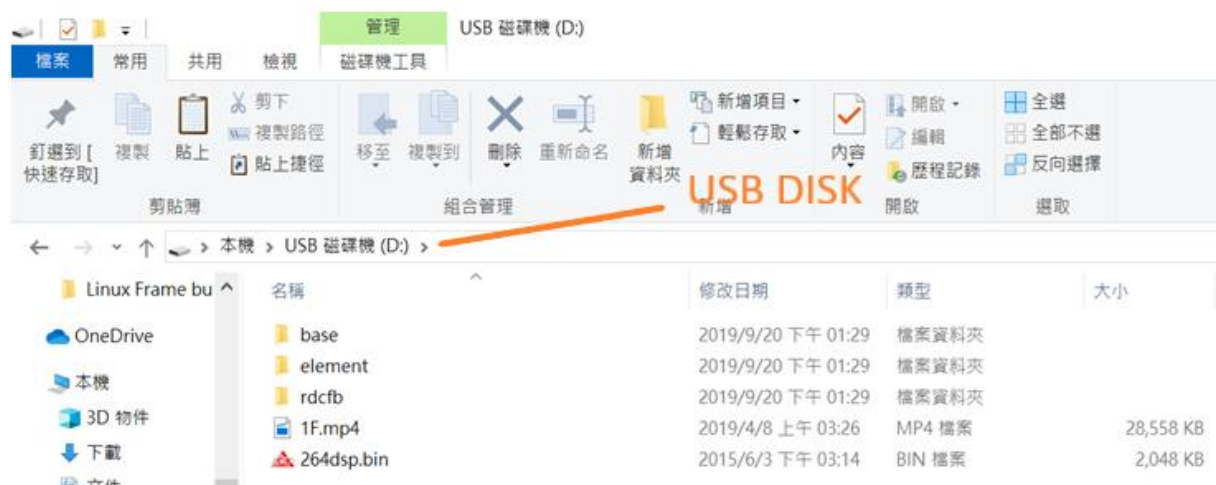 管理 USB 磁碟機 (D:)
檔案 常用 共用 檢視 磁碟機工具
釘選到 [快速存取]
複製
貼上
剪下
複製路徑
貼上捷徑
剪貼簿
移至
複製到
刪除
重新命名
組合管理
新增資料夾
新增項目
輕鬆存取
新增
內容
開啟
編輯
歷程記錄
開啟
全選
全部不選
反向選擇
選取
USB DISK
本機 › USB 磁碟機 (D:) ›
Linux Frame bu
OneDrive
本機
3D 物件
下載
名稱 修改日期 類型 大小
base 2019/9/20 下午 01:29 檔案資料夾
element 2019/9/20 下午 01:29 檔案資料夾
rdcfb 2019/9/20 下午 01:29 檔案資料夾
1F.mp4 2019/4/8 上午 03:26 MP4 檔案 28,558 KB
264dsp.bin 2015/6/3 下午 03:14 BIN 檔案 2,048 KB